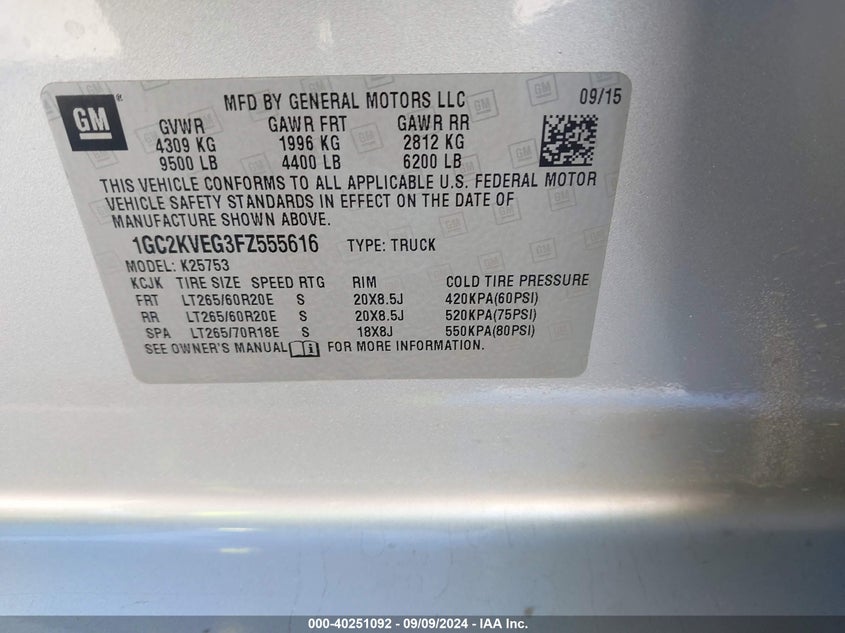 GM®
MFD BY GENERAL MOTORS LLC 09/15
GVWR GAWR FRT GAWR RR
4309 KG 1996 KG 2812 KG
9500 LB 4400 LB 6200 LB
THIS VEHICLE CONFORMS TO ALL APPLICABLE U.S. FEDERAL MOTOR
VEHICLE SAFETY STANDARDS IN EFFECT ON THE DATE OF
MANUFACTURE SHOWN ABOVE.
1GC2KVEG3FZ555616 TYPE: TRUCK
MODEL: K25753
KCJK TIRE SIZE SPEED RTG RIM COLD TIRE PRESSURE
FRT LT265/60R20E S 20X8.5J 420KPA(60PSI)
RR LT265/60R20E S 20X8.5J 520KPA(75PSI)
SPA LT265/70R18E S 18X8J 550KPA(80PSI)
SEE OWNER'S MANUAL FOR MORE INFORMATION.
000-40251092 - 09/09/2024 - IAA Inc.